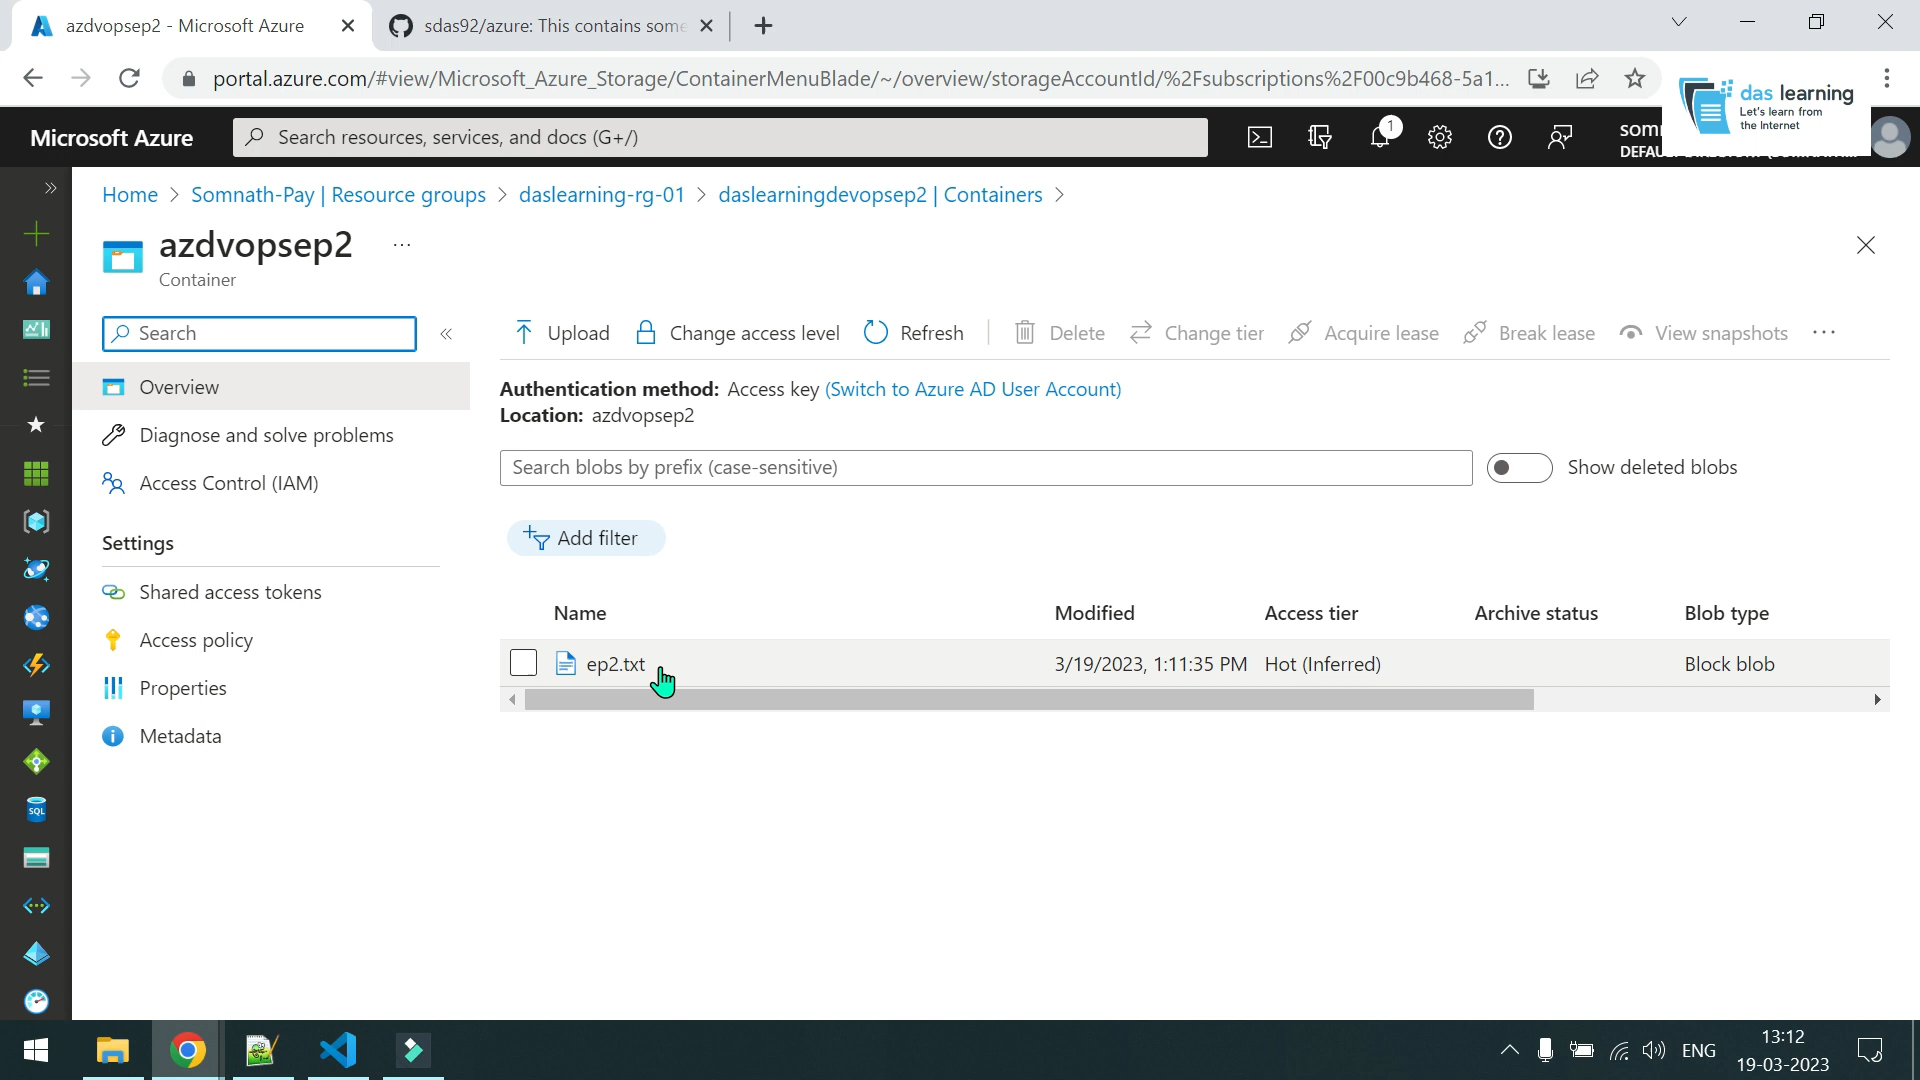 azdvopsep2 - Microsoft Azure
sdas92/azure: This contains some
portal.azure.com/#view/Microsoft_Azure_Storage/ContainerMenuBlade/~/overview/storageAccountId/%2Fsubscriptions%2F00c9b468-5a1...
das learning
Let's learn from
the Internet
Microsoft Azure
Search resources, services, and docs (G+/)
1
Home > Somnath-Pay | Resource groups > daslearning-rg-01 > daslearningdevopsep2 | Containers >
azdvopsep2 ...
Container
Search
Upload
Change access level
Refresh
Delete
Change tier
Acquire lease
Break lease
View snapshots
...
Overview
Diagnose and solve problems
Access Control (IAM)
Settings
Shared access tokens
Access policy
Properties
Metadata
Authentication method: Access key (Switch to Azure AD User Account)
Location: azdvopsep2
Search blobs by prefix (case-sensitive)
Show deleted blobs
Add filter
Name Modified Access tier Archive status Blob type
ep2.txt 3/19/2023, 1:11:35 PM Hot (Inferred) Block blob
SQL
ENG
13:12
19-03-2023